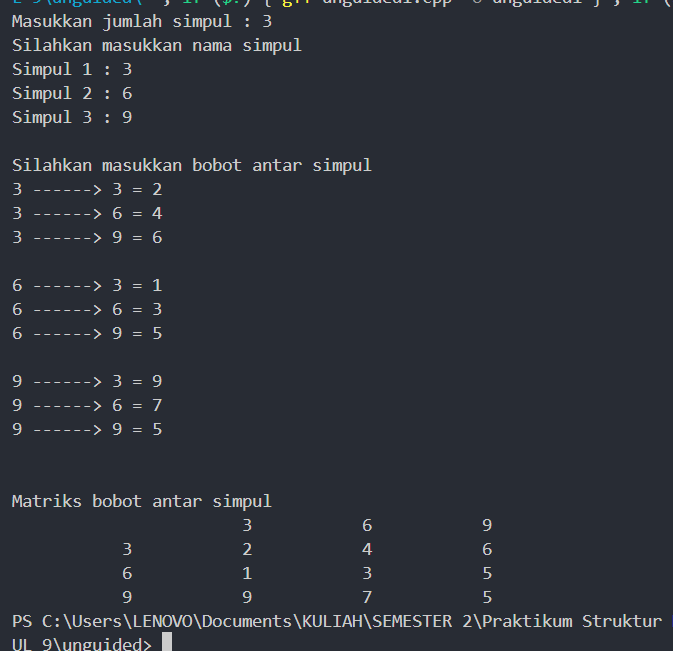 Masukkan jumlah simpul : 3
Silahkan masukkan nama simpul
Simpul 1 : 3
Simpul 2 : 6
Simpul 3 : 9
Silahkan masukkan bobot antar simpul
3 ------> 3 = 2
3 ------> 6 = 4
3 ------> 9 = 6
6 ------> 3 = 1
6 ------> 6 = 3
6 ------> 9 = 5
9 ------> 3 = 9
9 ------> 6 = 7
9 ------> 9 = 5
Matriks bobot antar simpul
3 6 9
3 2 4 6
6 1 3 5
9 9 7 5
PS C:\Users\LENOVO\Documents\KULIAH\SEMESTER 2\Praktikum Struktur
UL 9\unguided>